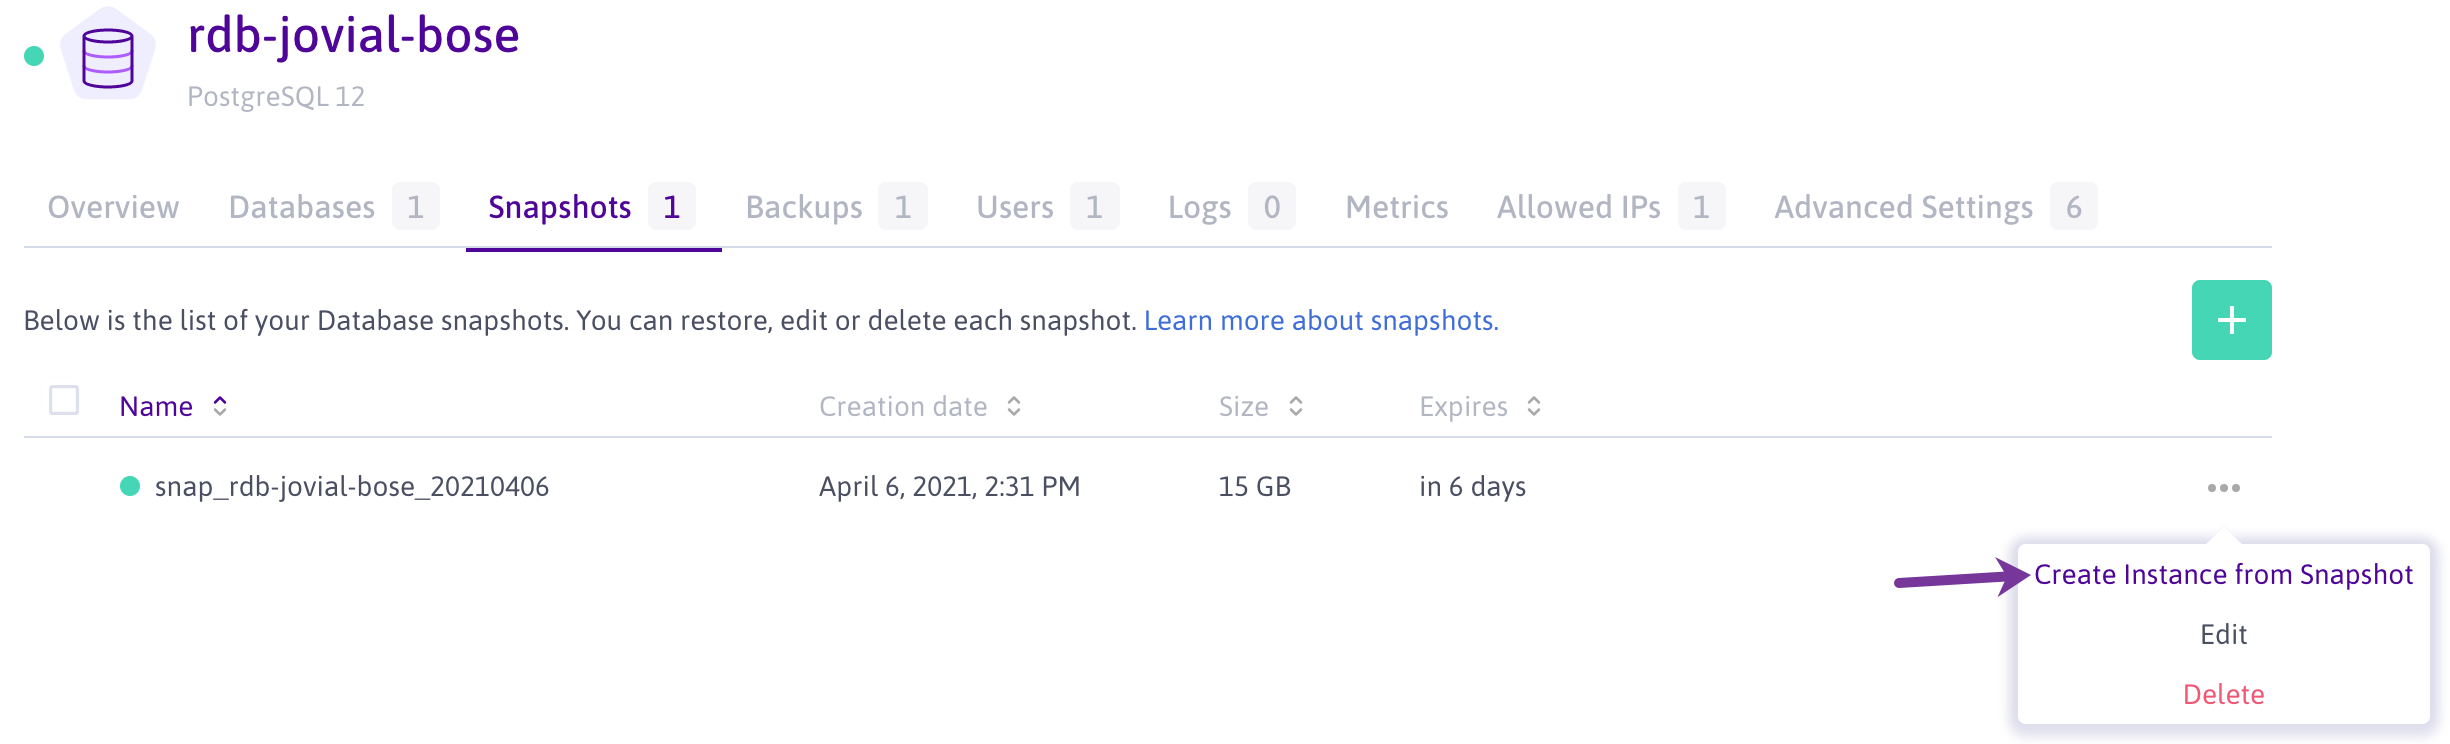 rdb-jovial-bose
PostgreSQL 12
Overview Databases 1 Snapshots 1 Backups 1 Users 1 Logs 0 Metrics Allowed IPs 1 Advanced Settings 6
Below is the list of your Database snapshots. You can restore, edit or delete each snapshot. Learn more about snapshots.
+
Name Creation date Size Expires
snap_rdb-jovial-bose_20210406 April 6, 2021, 2:31 PM 15 GB in 6 days
Create Instance from Snapshot
Edit
Delete